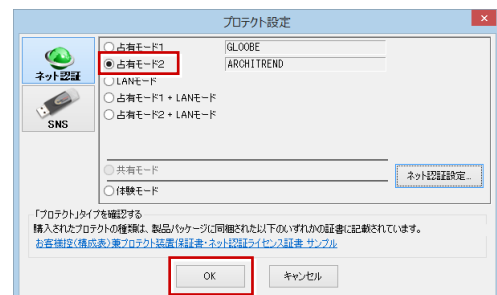 プロテクト設定
×
ネット認証
SNS
占有モード1 GLOOBE
占有モード2 ARCHITREND
LANモード
占有モード1 + LANモード
占有モード2 + LANモード
共有モード
体験モード
ネット認証設定...
「プロテクト」タイプを確認する
購入されたプロテクトの種類は、製品パッケージに同梱された以下のいずれかの証書に記載されています。
お客様控(構成表)兼プロテクト装置保証書・ネット認証ライセンス証書 サンプル
OK
キャンセル